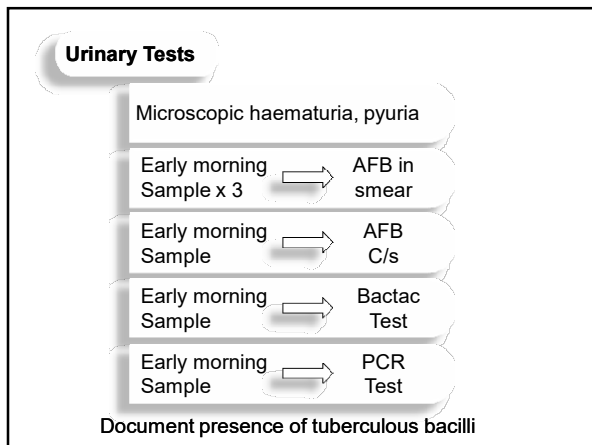 Urinary Tests
Microscopic haematuria, pyuria
Early morning
Sample x 3
AFB in
smear
Early morning
Sample
AFB
C/s
Early morning
Sample
Bactac
Test
Early morning
Sample
PCR
Test
Document presence of tuberculous bacilli